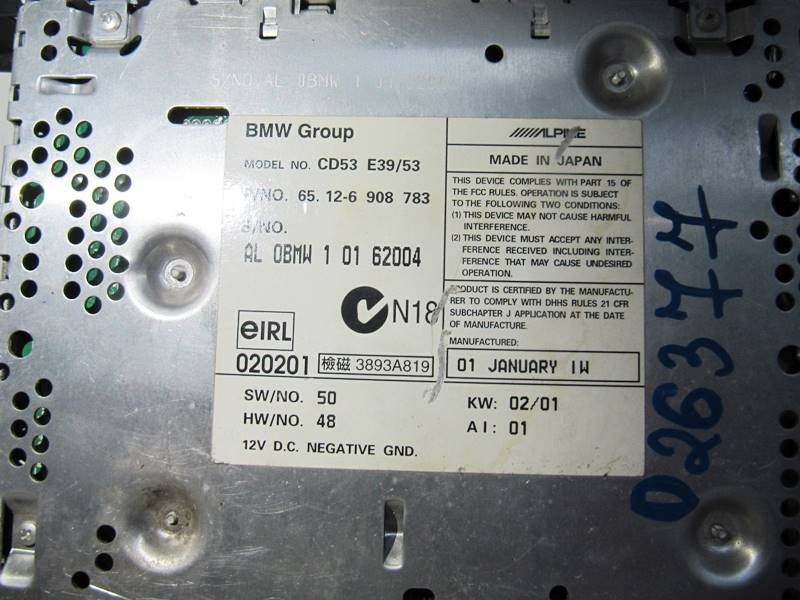 S/NO AL 0BMW 1
BMW Group
MODEL NO. CD53 E39/53
P/NO. 65. 12-6 908 783
S/NO.
AL 0BMW 1 01 62004
N18
eIRL
020201 檢磁 3893A819
ALPINE
MADE IN JAPAN
THIS DEVICE COMPLIES WITH PART 15 OF
THE FCC RULES. OPERATION IS SUBJECT
TO THE FOLLOWING TWO CONDITIONS:
(1) THIS DEVICE MAY NOT CAUSE HARMFUL
INTERFERENCE.
(2) THIS DEVICE MUST ACCEPT ANY INTER-
FERENCE RECEIVED INCLUDING INTER-
FERENCE THAT MAY CAUSE UNDESIRED
OPERATION.
PRODUCT IS CERTIFIED BY THE MANUFACTU-
RER TO COMPLY WITH DHHS RULES 21 CFR
SUBCHAPTER J APPLICATION AT THE DATE
OF MANUFACTURE.
MANUFACTURED:
01 JANUARY 1W
SW/NO. 50
HW/NO. 48
12V D.C. NEGATIVE GND.
KW: 02/01
AI: 01
026377